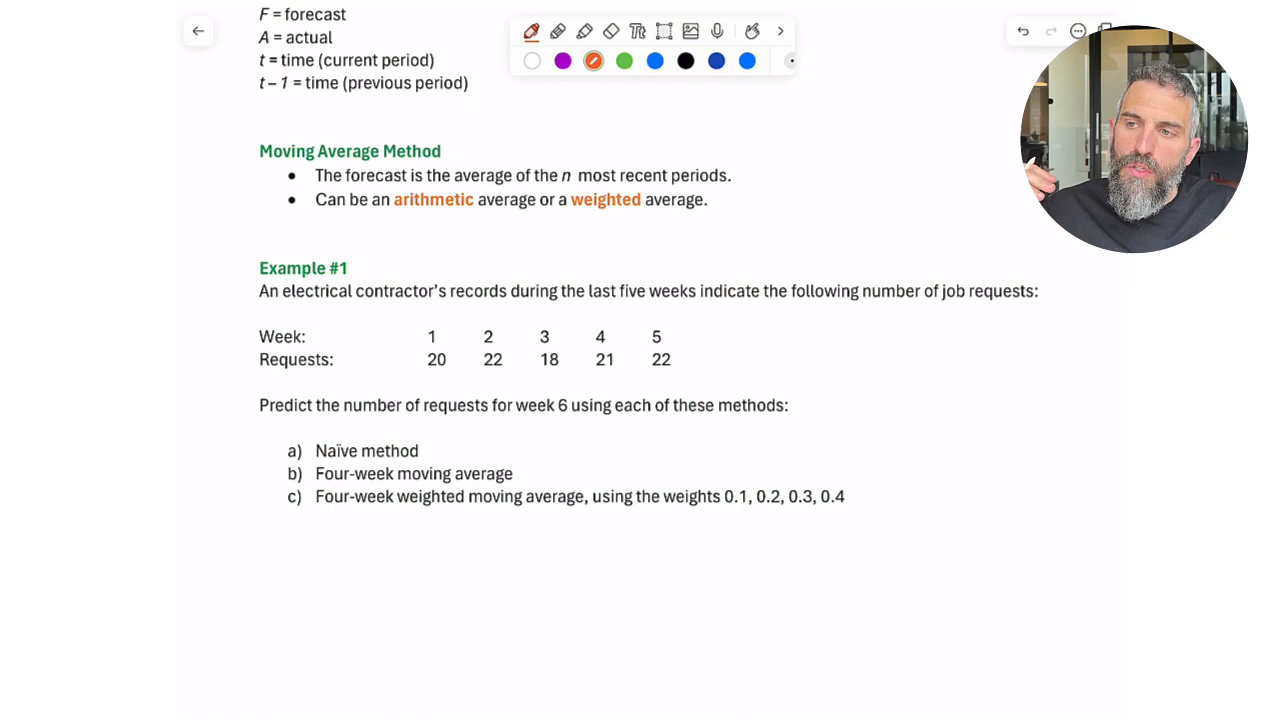 F = forecast
A = actual
t = time (current period)
t – 1 = time (previous period)
Moving Average Method
• The forecast is the average of the n most recent periods.
• Can be an arithmetic average or a weighted average.
Example #1
An electrical contractor's records during the last five weeks indicate the following number of job requests:
Week: 1 2 3 4 5
Requests: 20 22 18 21 22
Predict the number of requests for week 6 using each of these methods:
a) Naïve method
b) Four-week moving average
c) Four-week weighted moving average, using the weights 0.1, 0.2, 0.3, 0.4